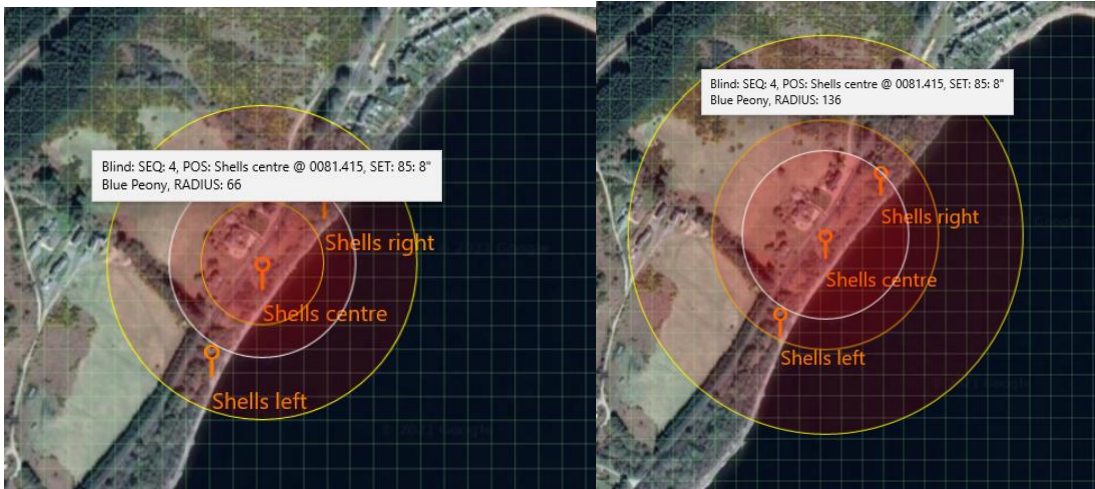 Blind: SEQ: 4, POS: Shells centre @ 0081.415, SET: 85: 8"
Blue Peony, RADIUS: 66
Shells right
Shells centre
Shells left
Blind: SEQ: 4, POS: Shells centre @ 0081.415, SET: 85: 8"
Blue Peony, RADIUS: 136
Shells right
Shells centre
Shells left